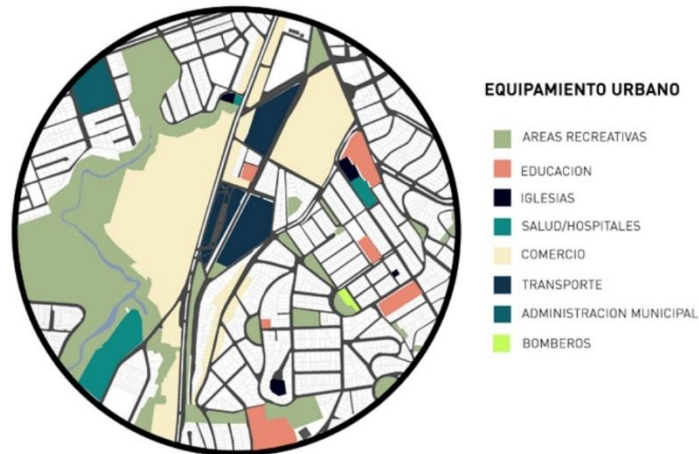 EQUIPAMIENTO URBANO
AREAS RECREATIVAS
EDUCACION
IGLESIAS
SALUD/HOSPITALES
COMERCIO
TRANSPORTE
ADMINISTRACION MUNICIPAL
BOMBEROS